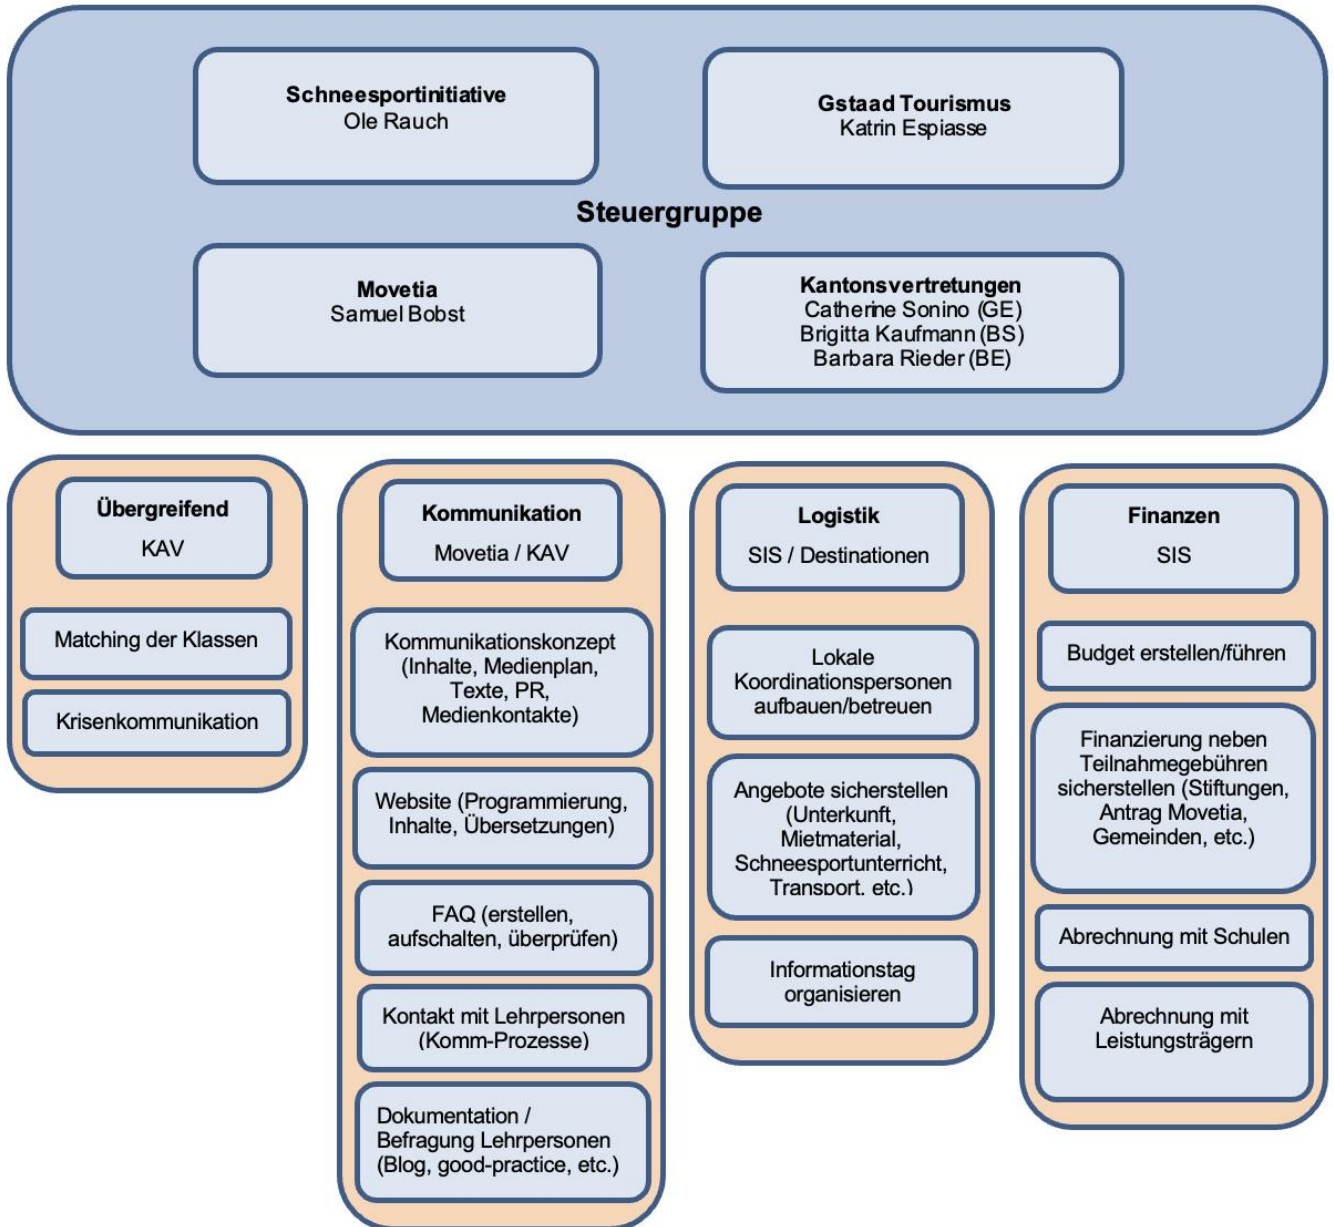 Schneesportinitiative
Ole Rauch
Gstaad Tourismus
Katrin Espiasse
Steuergruppe
Movetia
Samuel Bobst
Kantonsvertretungen
Catherine Sonino (GE)
Brigitta Kaufmann (BS)
Barbara Rieder (BE)
Übergreifend
KAV
Matching der Klassen
Krisenkommunikation
Kommunikation
Movetia / KAV
Kommunikationskonzept
(Inhalte, Medienplan,
Texte, PR,
Medienkontakte)
Website (Programmierung,
Inhalte, Übersetzungen)
FAQ (erstellen,
aufschalten, überprüfen)
Kontakt mit Lehrpersonen
(Komm-Prozesse)
Dokumentation /
Befragung Lehrpersonen
(Blog, good-practice, etc.)
Logistik
SIS / Destinationen
Lokale
Koordinationspersonen
aufbauen/betreuen
Angebote sicherstellen
(Unterkunft,
Mietmaterial,
Schneesportunterricht,
Transport, etc.)
Informationstag
organisieren
Finanzen
SIS
Budget erstellen/führen
Finanzierung neben
Teilnahmegebühren
sicherstellen (Stiftungen,
Antrag Movetia,
Gemeinden, etc.)
Abrechnung mit Schulen
Abrechnung mit
Leistungsträgern